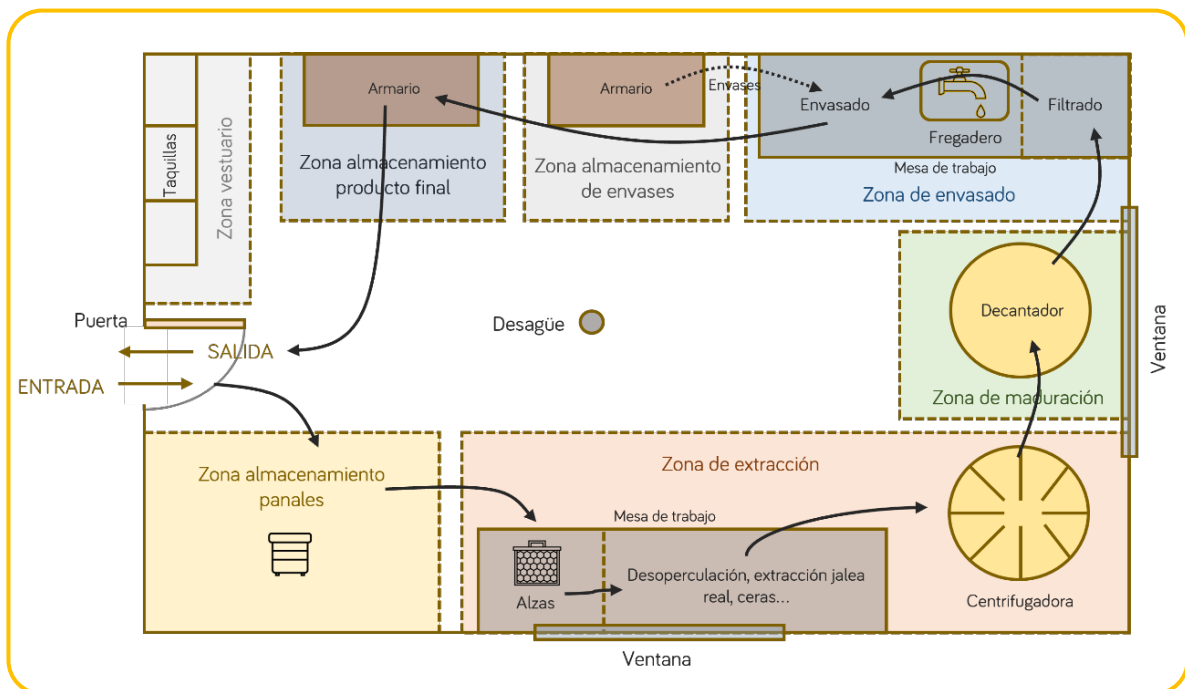 Taquillas
Zona vestuario
Armario
Zona almacenamiento
producto final
Armario
Envases
Zona almacenamiento
de envases
Envasado
Fregadero
Filtrado
Mesa de trabajo
Zona de envasado
Puerta
SALIDA
ENTRADA
Desagüe
Decantador
Zona de maduración
Ventana
Zona almacenamiento
panales
Zona de extracción
Mesa de trabajo
Alzas
Desoperculación, extracción jalea
real, ceras...
Centrifugadora
Ventana